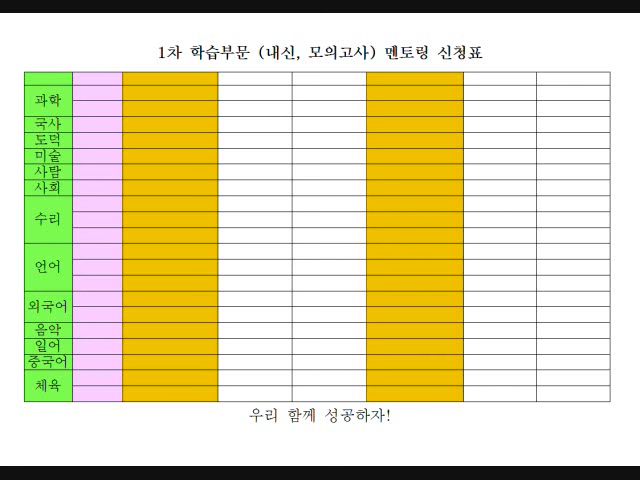 1차 학습부문 (내신, 모의고사) 멘토링 신청표
과학
국사
도덕
미술
사탐
사회
수리
언어
외국어
음악
일어
중국어
체육
우리 함께 성공하자!